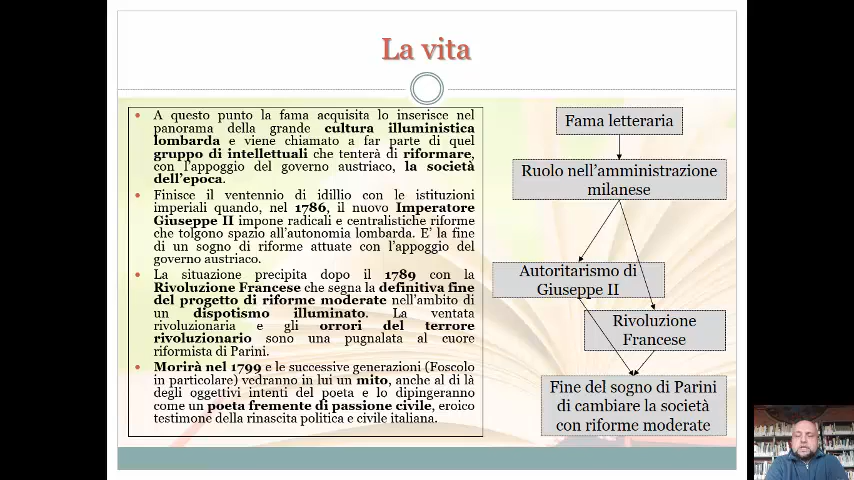 La vita
A questo punto la fama acquisita lo inserisce nel
panorama della grande cultura illuministica
lombarda e viene chiamato a far parte di quel
gruppo di intellettuali che tenterà di riformare,
con l'appoggio del governo austriaco, la società
dell'epoca.
Finisce il ventennio di idillio con le istituzioni
imperiali quando, nel 1786, il nuovo Imperatore
Giuseppe II impone radicali e centralistiche riforme
che tolgono spazio all'autonomia lombarda. E' la fine
di un sogno di riforme attuate con l'appoggio del
governo austriaco.
La situazione precipita dopo il 1789 con la
Rivoluzione Francese che segna la definitiva fine
del progetto di riforme moderate nell'ambito di
un dispotismo illuminato. La ventata
rivoluzionaria e gli orrori del terrore
rivoluzionario sono una pugnalata al cuore
riformista di Parini.
Morirà nel 1799 e le successive generazioni (Foscolo
in particolare) vedranno in lui un mito, anche al di là
degli oggettivi intenti del poeta e lo dipingeranno
come un poeta fremente di passione civile, eroico
testimone della rinascita politica e civile italiana.
Fama letteraria
Ruolo nell'amministrazione
milanese
Autoritarismo di
Giuseppe II
Rivoluzione
Francese
Fine del sogno di Parini
di cambiare la società
con riforme moderate